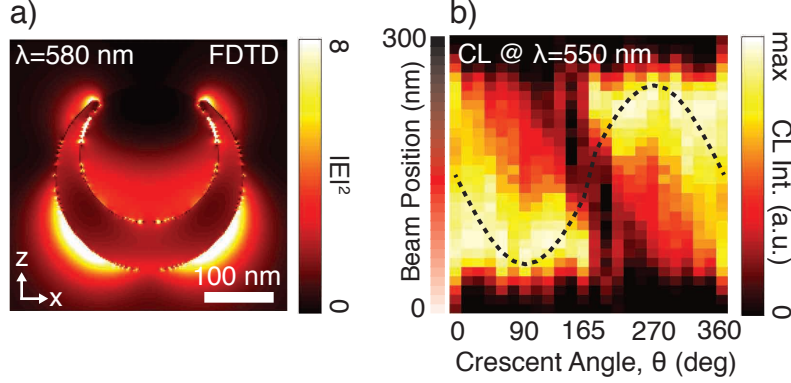 a)
λ=580 nm FDTD
8
|E|²
0
z
x
100 nm
b)
300
Beam Position (nm)
0
CL @ λ=550 nm
max
CL Int. (a.u.)
0
0 90 165 270 360
Crescent Angle, θ (deg)